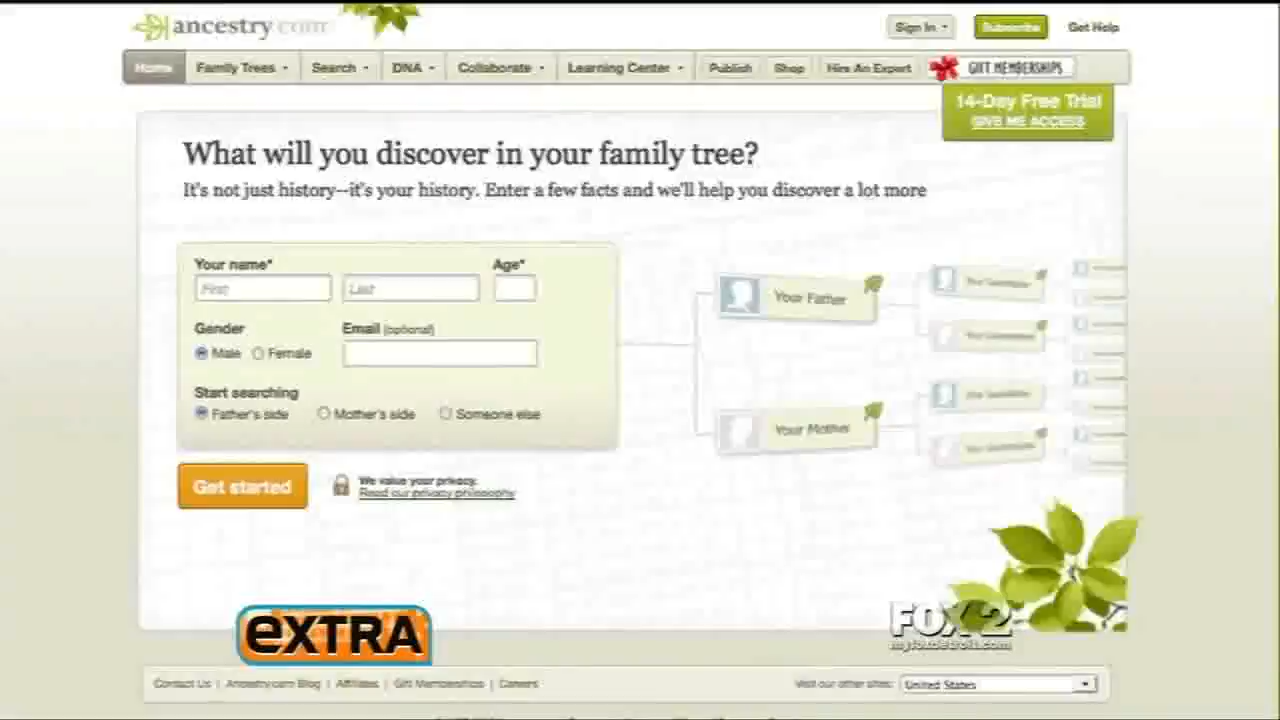 ancestry.com
Sign In
Subscribe
Get Help
Home
Family Trees
Search
DNA
Collaborate
Learning Center
Publish
Shop
Hire An Expert
GIFT MEMBERSHIPS
14-Day Free Trial
GIVE ME ACCESS
What will you discover in your family tree?
It's not just history--it's your history. Enter a few facts and we'll help you discover a lot more
Your name* Age*
First Last
Gender Email (optional)
Male Female
Start searching
Father's side Mother's side Someone else
Your Father
Your Mother
Get started
We value your privacy.
Read our privacy philosophy
eXTRA
FOX 2
myfoxdetroit.com
Contact Us | Ancestry.com Blog | Affiliates | Gift Memberships | Careers
Visit our other sites: United States